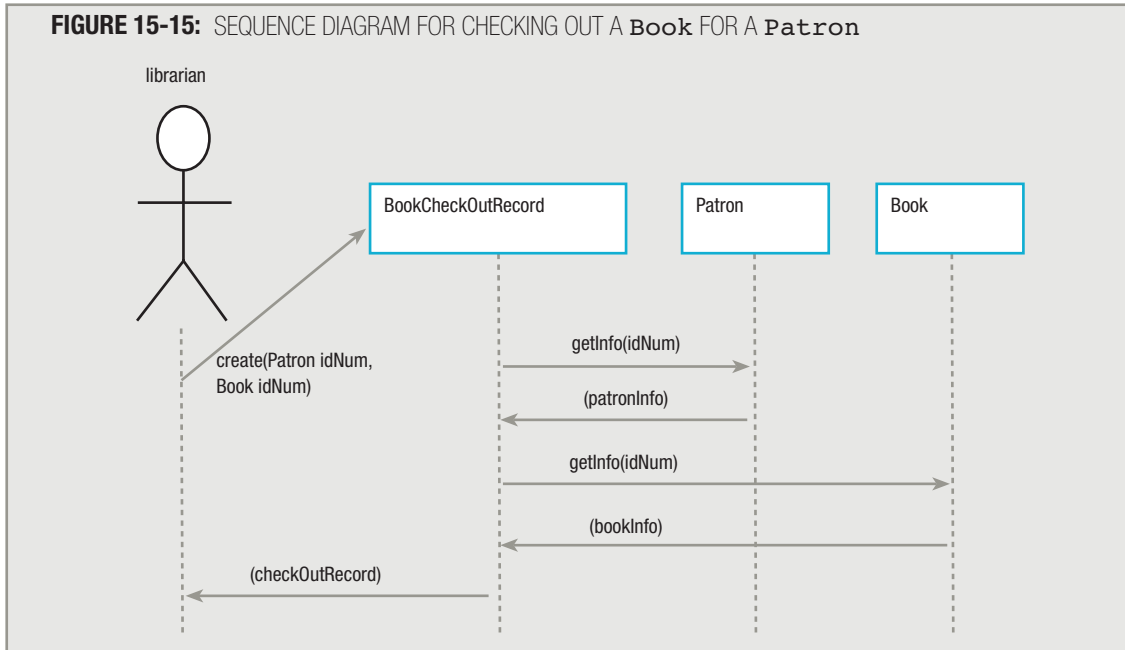 FIGURE 15-15: SEQUENCE DIAGRAM FOR CHECKING OUT A Book FOR A Patron
librarian
BookCheckOutRecord
Patron
Book
create(Patron idNum,
Book idNum)
getInfo(idNum)
(patronInfo)
getInfo(idNum)
(bookInfo)
(checkOutRecord)